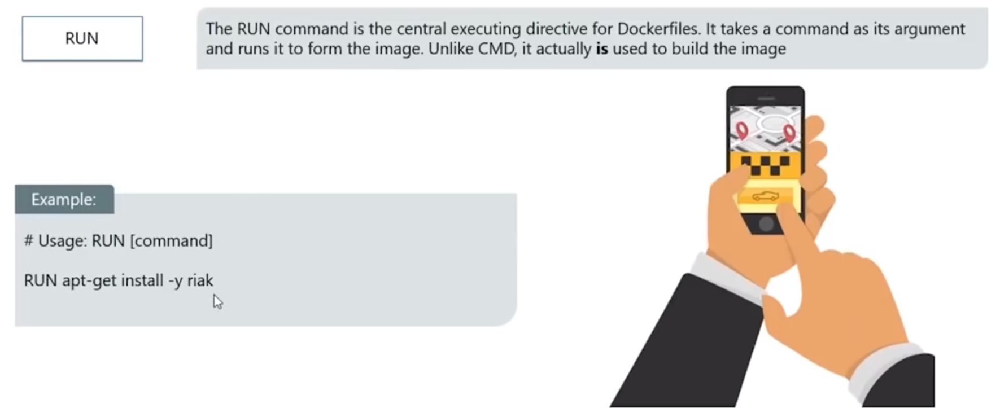 RUN
The RUN command is the central executing directive for Dockerfiles. It takes a command as its argument
and runs it to form the image. Unlike CMD, it actually is used to build the image
Example:
# Usage: RUN [command]
RUN apt-get install -y riak